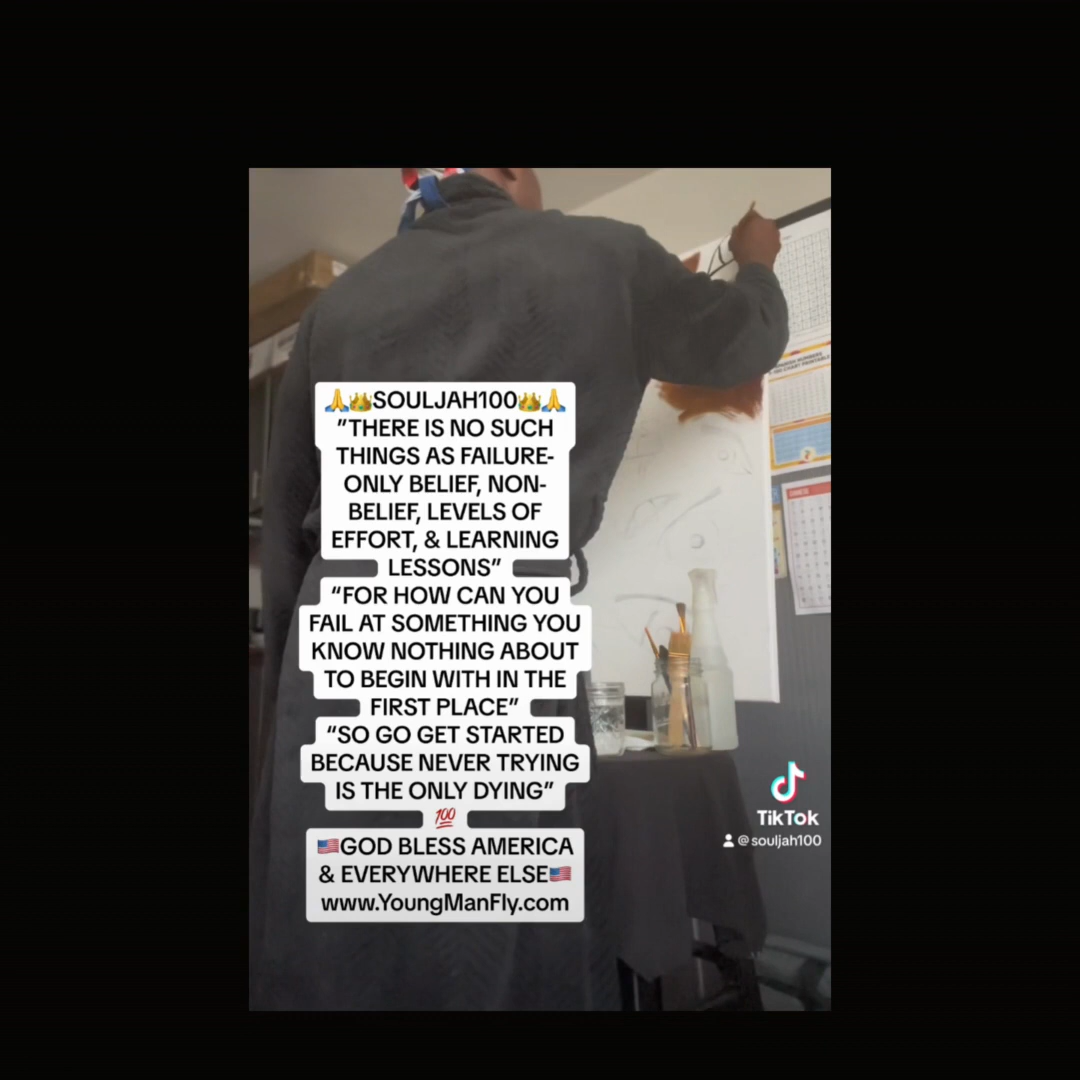 🙏👑SOULJAH100👑🙏
"THERE IS NO SUCH
THINGS AS FAILURE-
ONLY BELIEF, NON-
BELIEF, LEVELS OF
EFFORT, & LEARNING
LESSONS”
“FOR HOW CAN YOU
FAIL AT SOMETHING YOU
KNOW NOTHING ABOUT
TO BEGIN WITH IN THE
FIRST PLACE”
“SO GO GET STARTED
BECAUSE NEVER TRYING
IS THE ONLY DYING”
💯
🇺🇸GOD BLESS AMERICA
& EVERYWHERE ELSE🇺🇸
www.YoungManFly.com
TikTok
@souljah100